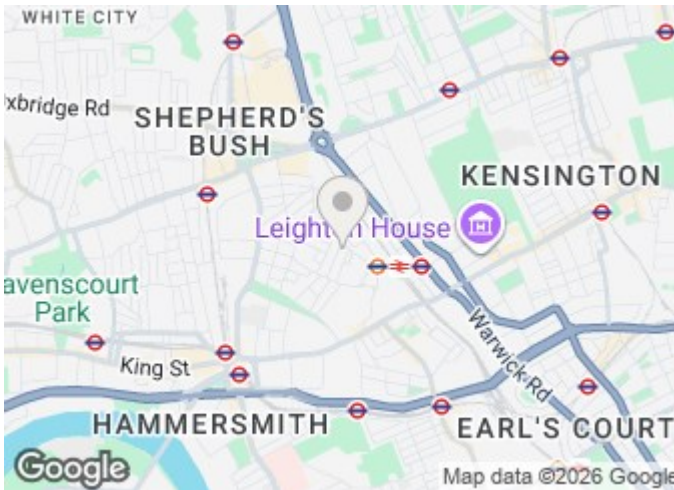 WHITE CITY
xbridge Rd
SHEPHERD'S
BUSH
KENSINGTON
Leighton House
avenscourt
Park
King St
Warwick Rd
HAMMERSMITH
EARL'S COURT
Google
Map data ©2026 Google